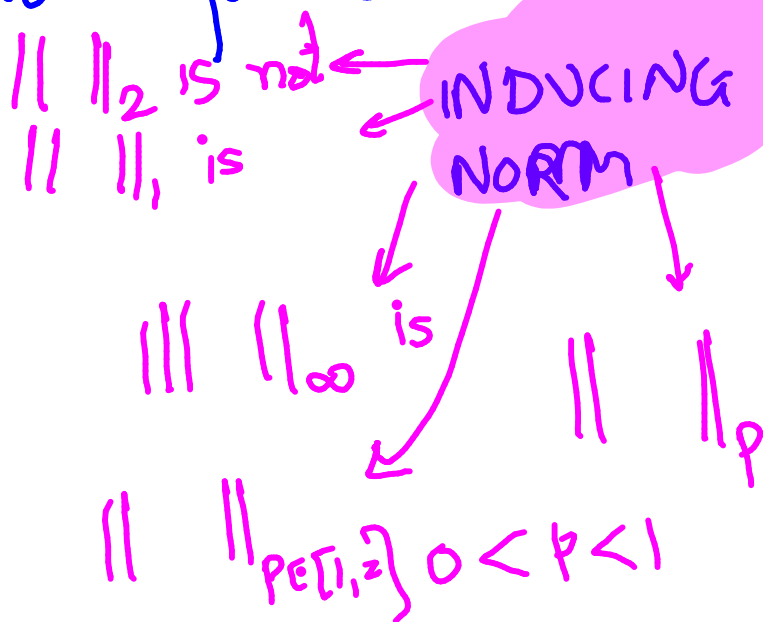 ‖ ‖₂ is not
INDUCING
‖ ‖₁ is
NORM
||| ‖∞ is
‖ ‖p
‖ ‖p∈[1,2] 0 < p < 1